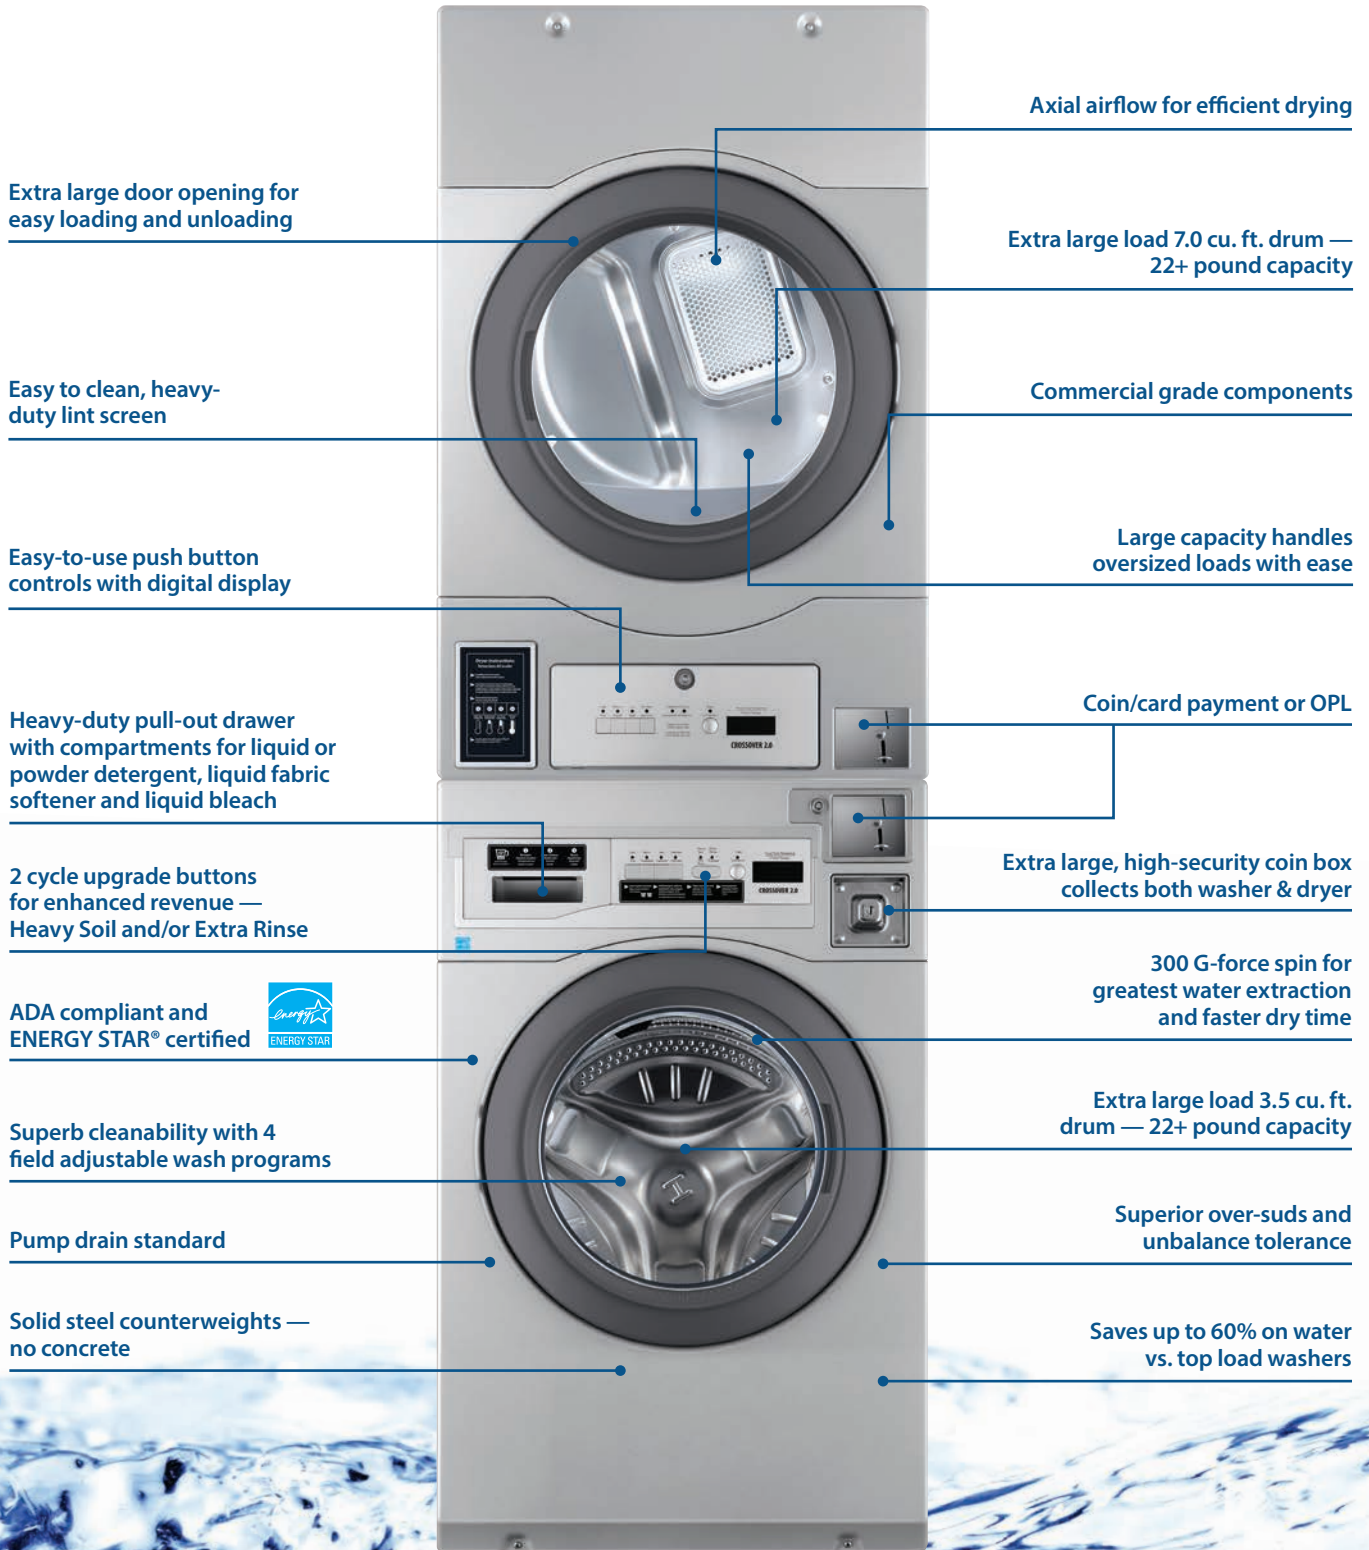 Axial airflow for efficient drying
Extra large door opening for
easy loading and unloading
Extra large load 7.0 cu. ft. drum —
22+ pound capacity
Easy to clean, heavy-
duty lint screen
Commercial grade components
Large capacity handles
oversized loads with ease
Easy-to-use push button
controls with digital display
Coin/card payment or OPL
CROSSOVER 2.0
Heavy-duty pull-out drawer
with compartments for liquid or
powder detergent, liquid fabric
softener and liquid bleach
Extra large, high-security coin box
collects both washer & dryer
CROSSOVER 2.0
2 cycle upgrade buttons
for enhanced revenue —
Heavy Soil and/or Extra Rinse
300 G-force spin for
greatest water extraction
and faster dry time
ADA compliant and
ENERGY STAR® certified
energy
ENERGY STAR
Extra large load 3.5 cu. ft.
drum — 22+ pound capacity
Superb cleanability with 4
field adjustable wash programs
Superior over-suds and
unbalance tolerance
Pump drain standard
Solid steel counterweights —
no concrete
Saves up to 60% on water
vs. top load washers